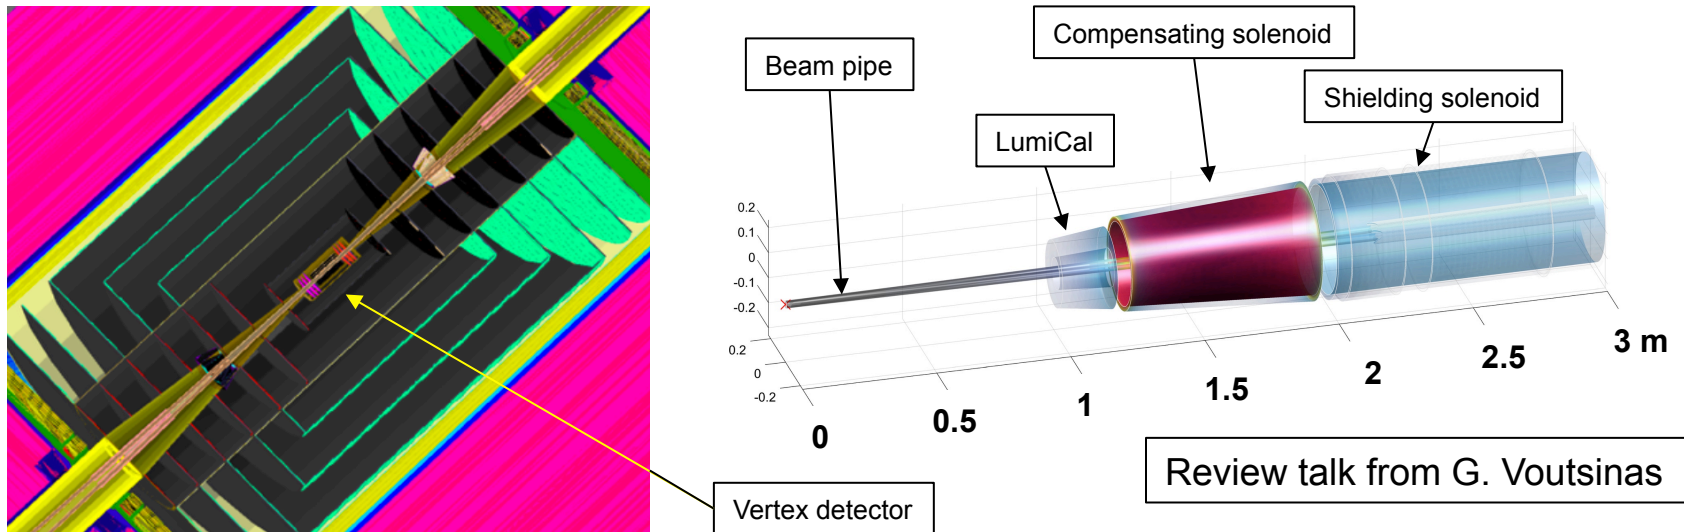 Compensating solenoid
Beam pipe
Shielding solenoid
LumiCal
0.2
0.1
0
-0.1
-0.2
0.2
0
-0.2
0
0.5
1
1.5
2
2.5
3 m
Review talk from G. Voutsinas
Vertex detector